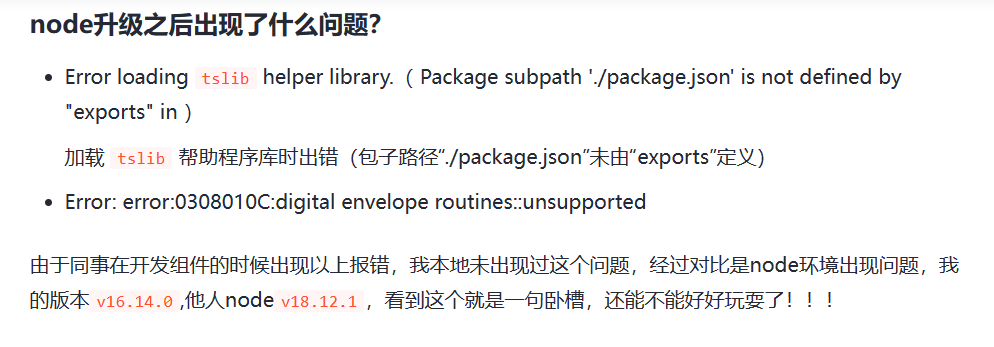 node升级之后出现了什么问题?
• Error loading tslib helper library.（ Package subpath './package.json' is not defined by
"exports" in ）
加载 tslib 帮助程序库时出错（包子路径“./package.json”未由“exports”定义）
• Error: error:0308010C:digital envelope routines::unsupported
由于同事在开发组件的时候出现以上报错，我本地未出现过这个问题，经过对比是node环境出现问题，我
的版本 v16.14.0 ,他人node v18.12.1 ，看到这个就是一句卧槽，还能不能好好玩耍了！！！